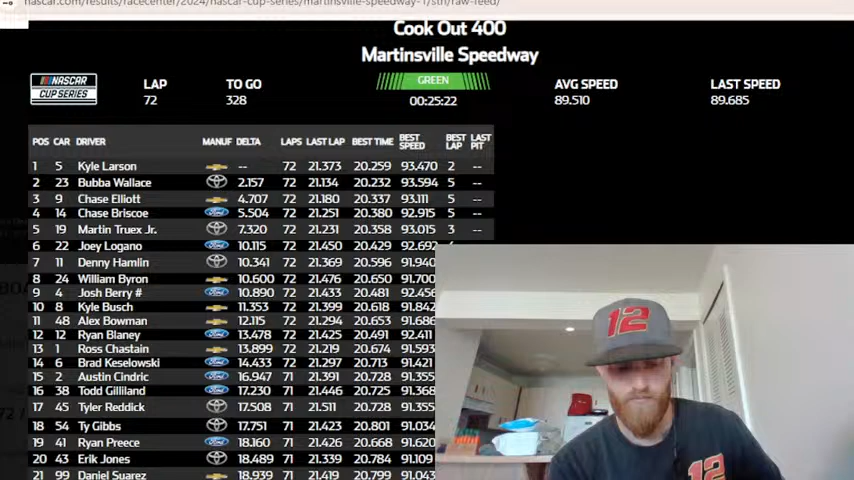 nascar.com/results/racecenter/2024/nascar-cup-series/martinsville-speedway-1/stn/raw-feed/
Cook Out 400
Martinsville Speedway
NASCAR CUP SERIES LAP TO GO GREEN AVG SPEED LAST SPEED
72 328 00:25:22 89.510 89.685
POS CAR DRIVER MANUF DELTA LAPS LAST LAP BEST TIME BEST SPEED BEST LAP LAST PIT
1 5 Kyle Larson -- 72 21.373 20.259 93.470 2 --
2 23 Bubba Wallace TOYOTA 2.157 72 21.134 20.232 93.594 5 --
3 9 Chase Elliott 4.707 72 21.180 20.337 93.111 5 --
4 14 Chase Briscoe Ford 5.504 72 21.251 20.380 92.915 5 --
5 19 Martin Truex Jr. 7.320 72 21.231 20.358 93.015 3 --
6 22 Joey Logano Ford 10.115 72 21.450 20.429 92.692
7 11 Denny Hamlin 10.341 72 21.369 20.596 91.940
8 24 William Byron 10.600 72 21.476 20.650 91.700
9 4 Josh Berry # Ford 10.890 72 21.433 20.481 92.456
10 8 Kyle Busch 11.353 72 21.399 20.618 91.842
11 48 Alex Bowman 12.115 72 21.294 20.653 91.686
12 12 Ryan Blaney Ford 13.478 72 21.425 20.491 92.411
13 1 Ross Chastain 13.899 72 21.219 20.674 91.593
14 6 Brad Keselowski Ford 14.433 72 21.297 20.713 91.421
15 2 Austin Cindric Ford 16.947 71 21.391 20.728 91.355
16 38 Todd Gilliland Ford 17.230 71 21.446 20.725 91.368
17 45 Tyler Reddick 17.508 71 21.511 20.728 91.355
18 54 Ty Gibbs 17.751 71 21.423 20.801 91.034
19 41 Ryan Preece Ford 18.160 71 21.426 20.668 91.620
20 43 Erik Jones 18.489 71 21.339 20.784 91.109
21 99 Daniel Suarez 18.939 71 21.419 20.799 91.043
12
12